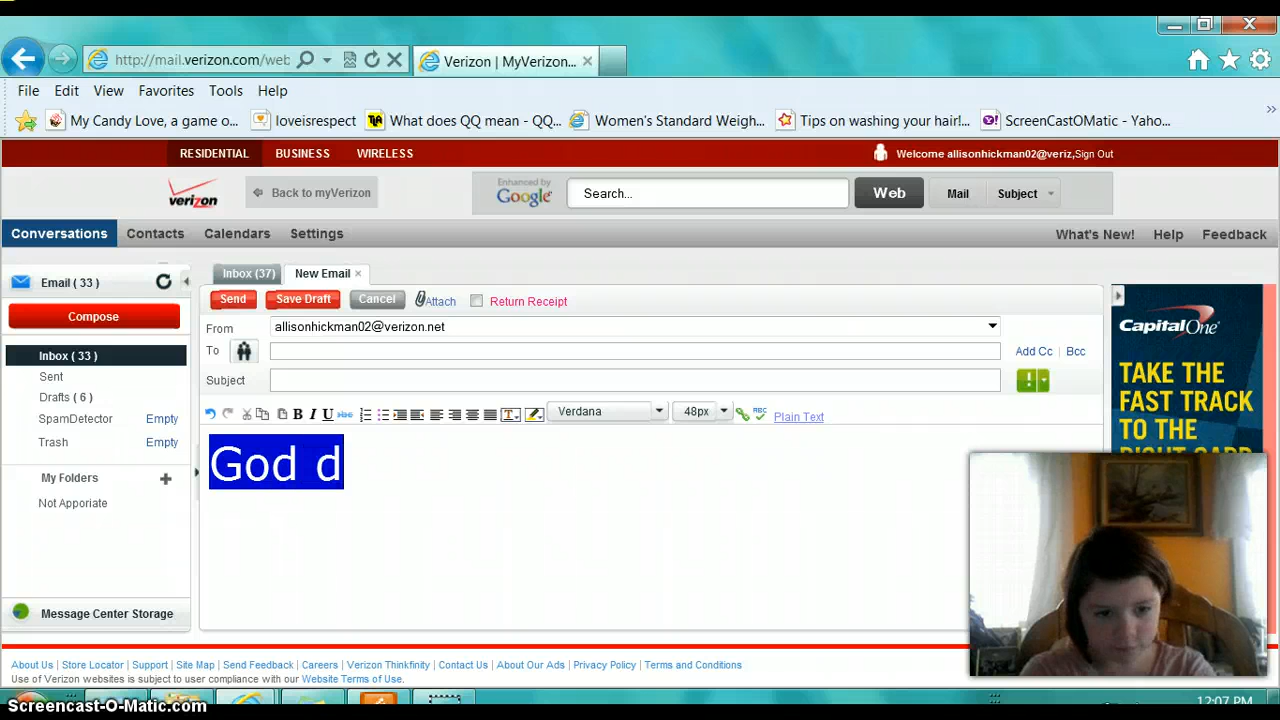 http://mail.verizon.com/web
Verizon | MyVerizon...
File Edit View Favorites Tools Help
My Candy Love, a game o... loveisrespect What does QQ mean - QQ... Women's Standard Weigh... Tips on washing your hair!... ScreenCastOMatic - Yaho...
RESIDENTIAL BUSINESS WIRELESS Welcome allisonhickman02@veriz,Sign Out
verizon Back to myVerizon Enhanced by Google Search... Web Mail Subject
Conversations Contacts Calendars Settings What's New! Help Feedback
Email ( 33 )
Inbox (37) New Email
Compose
Send Save Draft Cancel Attach Return Receipt
From allisonhickman02@verizon.net
Inbox ( 33 )
To Add Cc Bcc
Sent
Subject
Drafts ( 6 )
SpamDetector Empty
Trash Empty
B I U abc T Verdana 48px ABC Plain Text
God d
My Folders
Not Apporiate
Message Center Storage
Capital One
TAKE THE
FAST TRACK
TO THE
RIGHT CARD
About Us | Store Locator | Support | Site Map | Send Feedback | Careers | Verizon Thinkfinity | Contact Us | About Our Ads | Privacy Policy | Terms and Conditions
Use of Verizon websites is subject to user compliance with our Website Terms of Use.
12:07 PM
Screencast-O-Matic.com